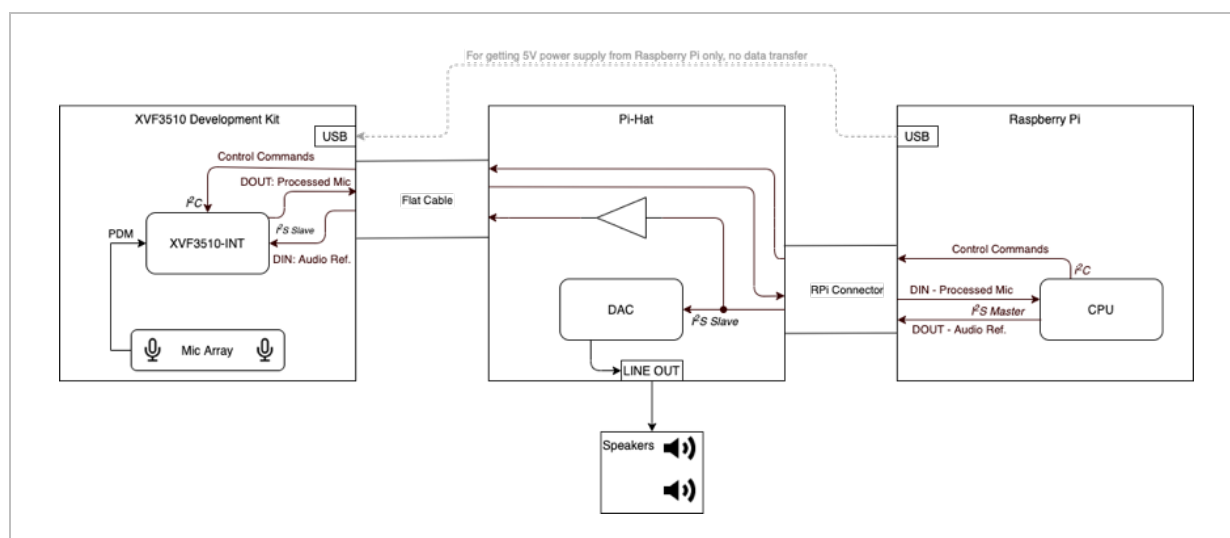 For getting 5V power supply from Raspberry Pi only, no data transfer
XVF3510 Development Kit
USB
Control Commands
DOUT: Processed Mic
I²C
XVF3510-INT
I²S Slave
PDM
DIN: Audio Ref.
Mic Array
Flat Cable
Pi-Hat
DAC
I²S Slave
LINE OUT
Speakers
RPi Connector
Raspberry Pi
USB
Control Commands
I²C
DIN - Processed Mic
CPU
I²S Master
DOUT - Audio Ref.